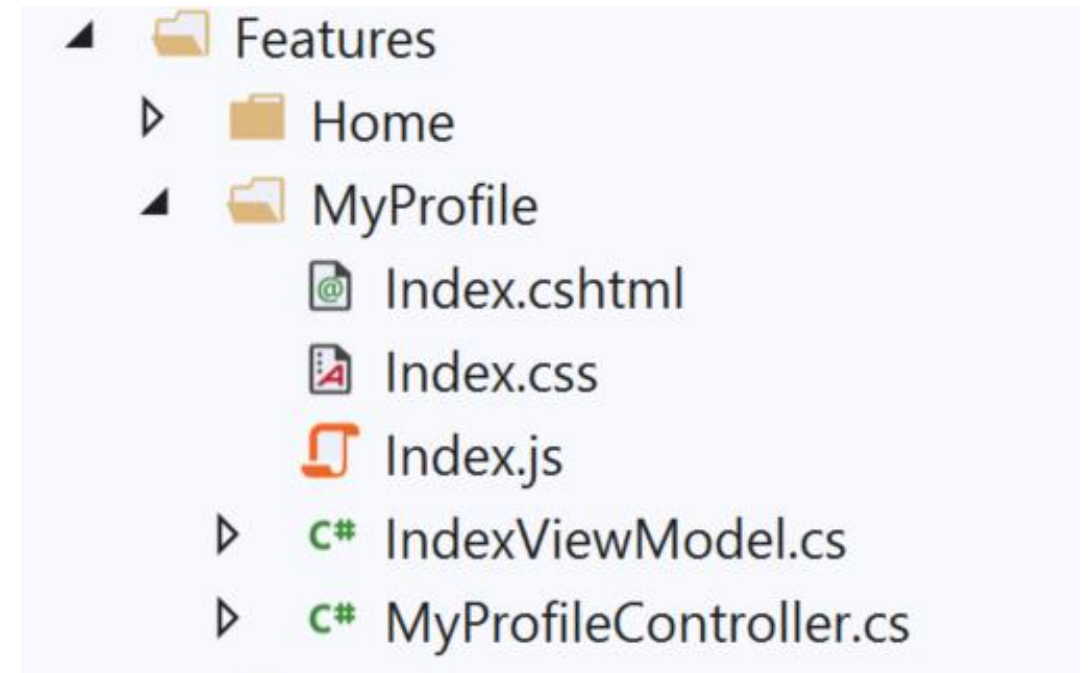 Features
Home
MyProfile
Index.cshtml
Index.css
Index.js
C# IndexViewModel.cs
C# MyProfileController.cs